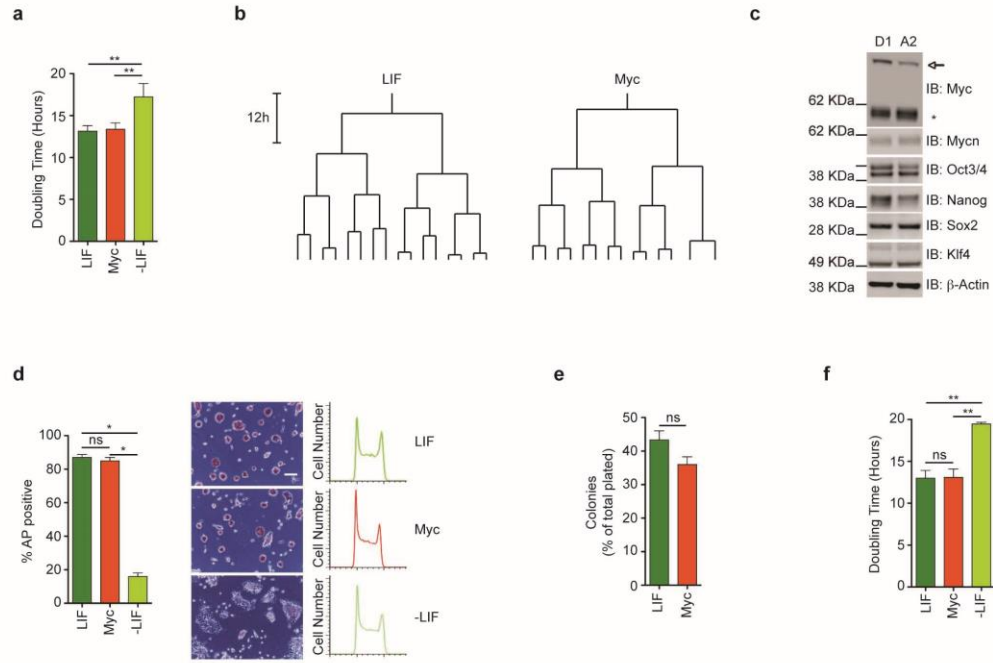 a
Doubling Time (Hours)
20
15
10
5
0
LIF
Myc
-LIF
**
**
b
12h
LIF
Myc
c
D1 A2
IB: Myc
62 KDa
*
62 KDa
IB: Mycn
IB: Oct3/4
38 KDa
IB: Nanog
38 KDa
IB: Sox2
28 KDa
IB: Klf4
49 KDa
IB: β-Actin
38 KDa
d
% AP positive
100
80
60
40
20
0
*
ns
*
LIF
Myc
-LIF
Cell Number
LIF
Cell Number
Myc
Cell Number
-LIF
e
Colonies
(% of total plated)
50
40
30
20
10
0
ns
LIF
Myc
f
Doubling Time (Hours)
20
15
10
5
0
**
**
ns
LIF
Myc
-LIF